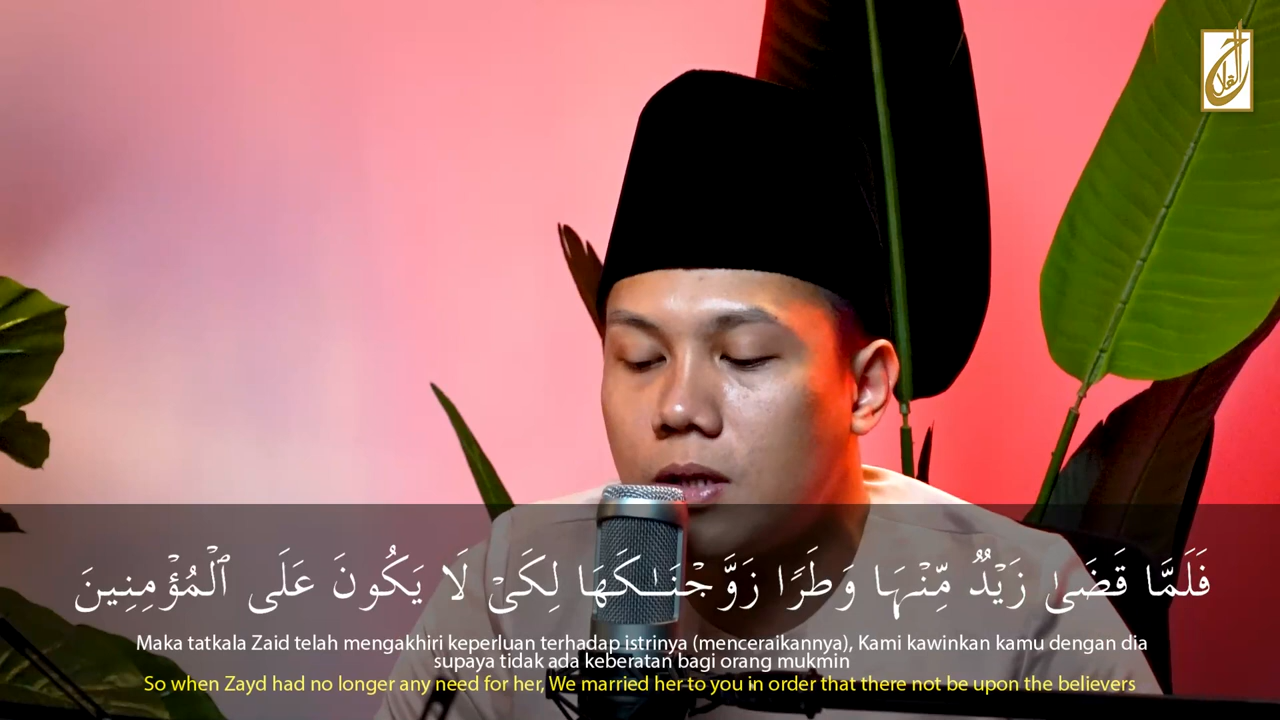 فَلَمَّا قَضَىٰ زَيْدٌ مِّنْهَا وَطَرًا زَوَّجْنَـٰكَهَا لِكَىْ لَا يَكُونَ عَلَى ٱلْمُؤْمِنِينَ
Maka tatkala Zaid telah mengakhiri keperluan terhadap istrinya (menceraikannya), Kami kawinkan kamu dengan dia
supaya tidak ada keberatan bagi orang mukmin
So when Zayd had no longer any need for her, We married her to you in order that there not be upon the believers